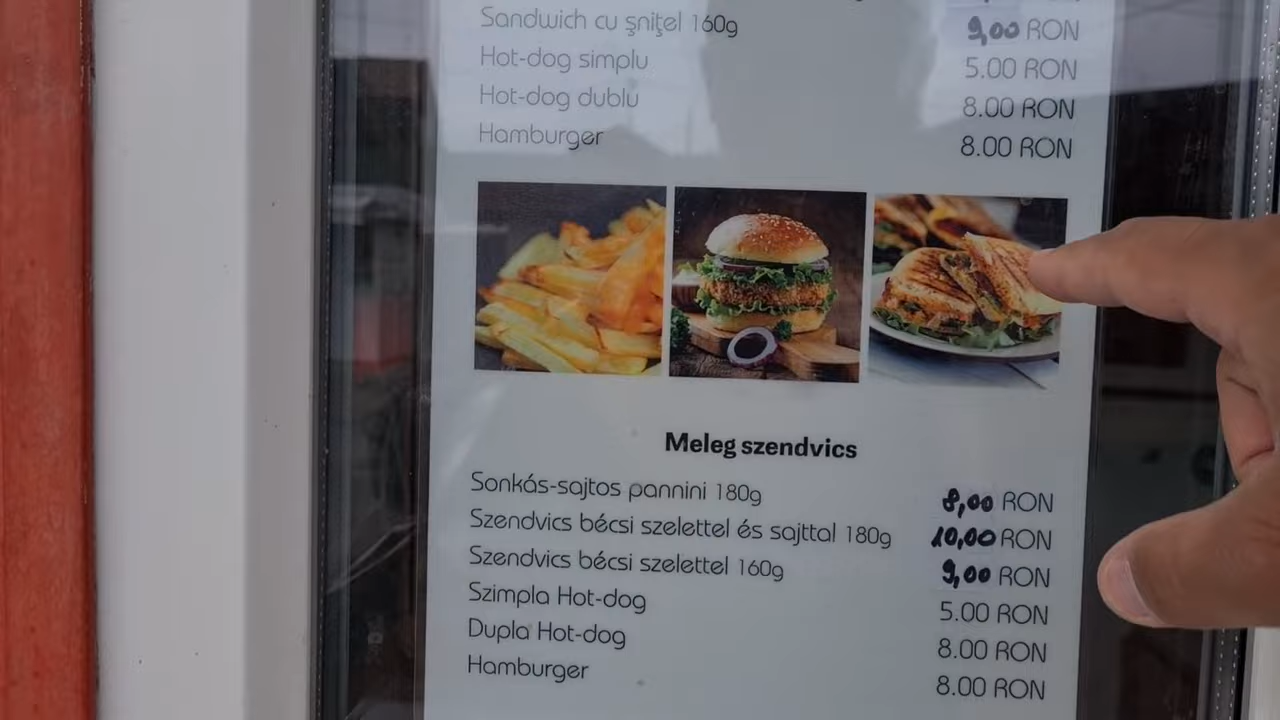 Sandwich cu şniţel 160g 9,00 RON
Hot-dog simplu 5.00 RON
Hot-dog dublu 8.00 RON
Hamburger 8.00 RON
Meleg szendvics
Sonkás-sajtos pannini 180g 8,00 RON
Szendvics bécsi szelettel és sajttal 180g 10,00 RON
Szendvics bécsi szelettel 160g 9,00 RON
Szimpla Hot-dog 5.00 RON
Dupla Hot-dog 8.00 RON
Hamburger 8.00 RON